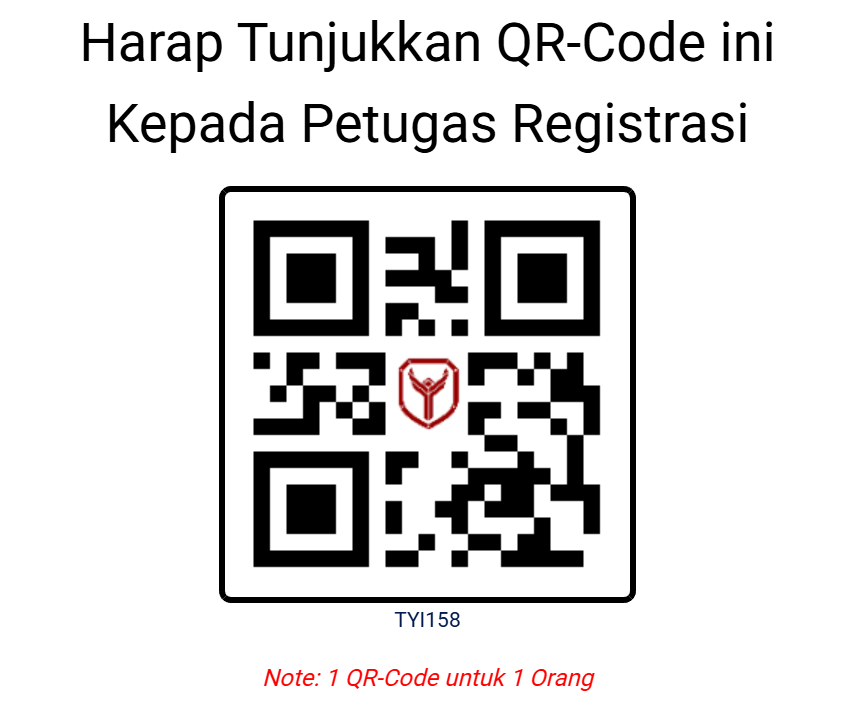 Harap Tunjukkan QR-Code ini
Kepada Petugas Registrasi
TYI158
Note: 1 QR-Code untuk 1 Orang